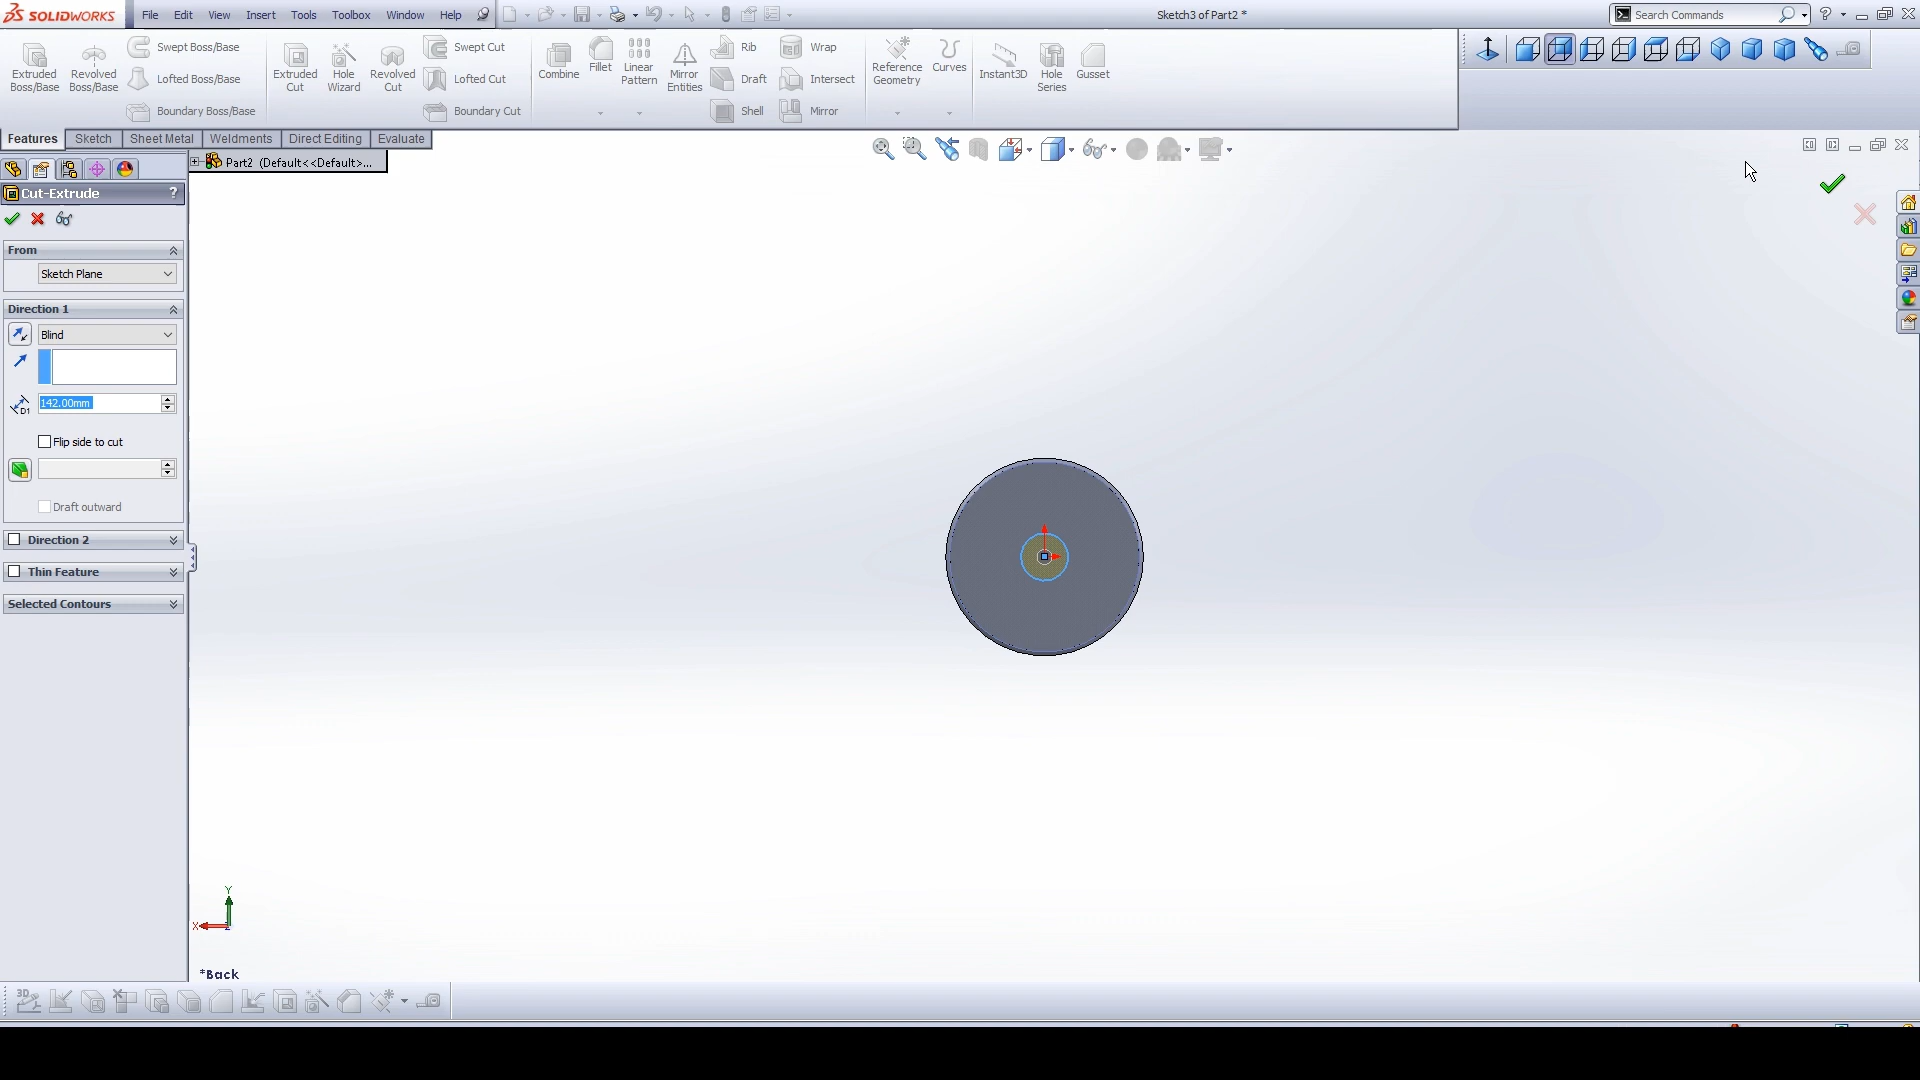 SOLIDWORKS File Edit View Insert Tools Toolbox Window Help Sketch3 of Part2 * Search Commands ?
Extruded Boss/Base Revolved Boss/Base Swept Boss/Base Lofted Boss/Base Boundary Boss/Base
Extruded Cut Hole Wizard Revolved Cut Swept Cut Lofted Cut Boundary Cut
Combine Fillet Linear Pattern Mirror Entities Rib Draft Shell Wrap Intersect Mirror
Reference Geometry Curves Instant3D Hole Series Gusset
Features Sketch Sheet Metal Weldments Direct Editing Evaluate
Part2 (Default<<Default>...
Cut-Extrude ?
From
Sketch Plane
Direction 1
Blind
D1 142.00mm
Flip side to cut
Draft outward
Direction 2
Thin Feature
Selected Contours
Y
X
*Back
3D